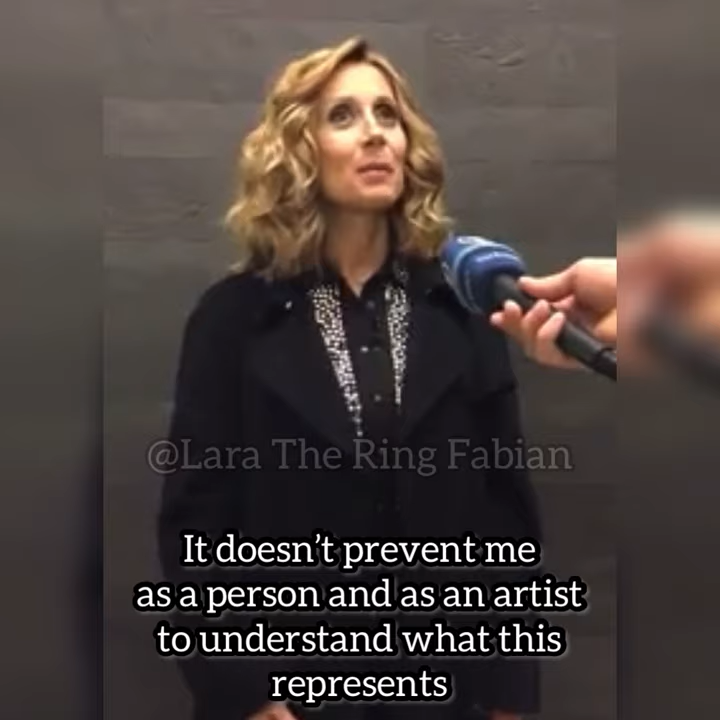 @Lara The Ring Fabian
It doesn't prevent me
as a person and as an artist
to understand what this
represents